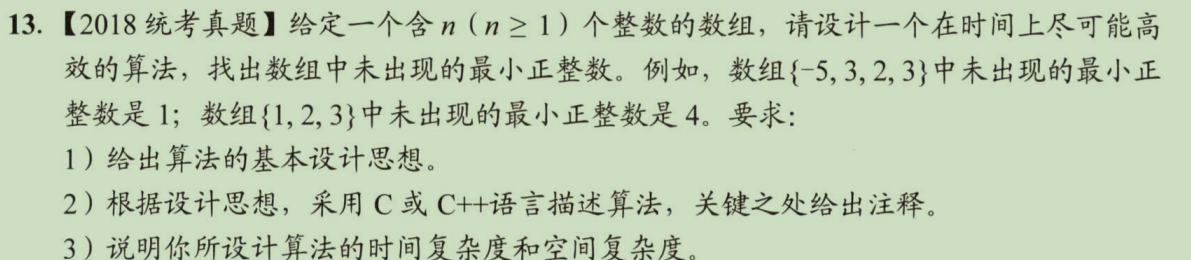 13. 【2018 统考真题】给定一个含 n（n ≥ 1）个整数的数组，请设计一个在时间上尽可能高
效的算法，找出数组中未出现的最小正整数。例如，数组{−5, 3, 2, 3}中未出现的最小正
整数是 1；数组{1, 2, 3}中未出现的最小正整数是 4。要求：
1）给出算法的基本设计思想。
2）根据设计思想，采用 C 或 C++语言描述算法，关键之处给出注释。
3）说明你所设计算法的时间复杂度和空间复杂度。